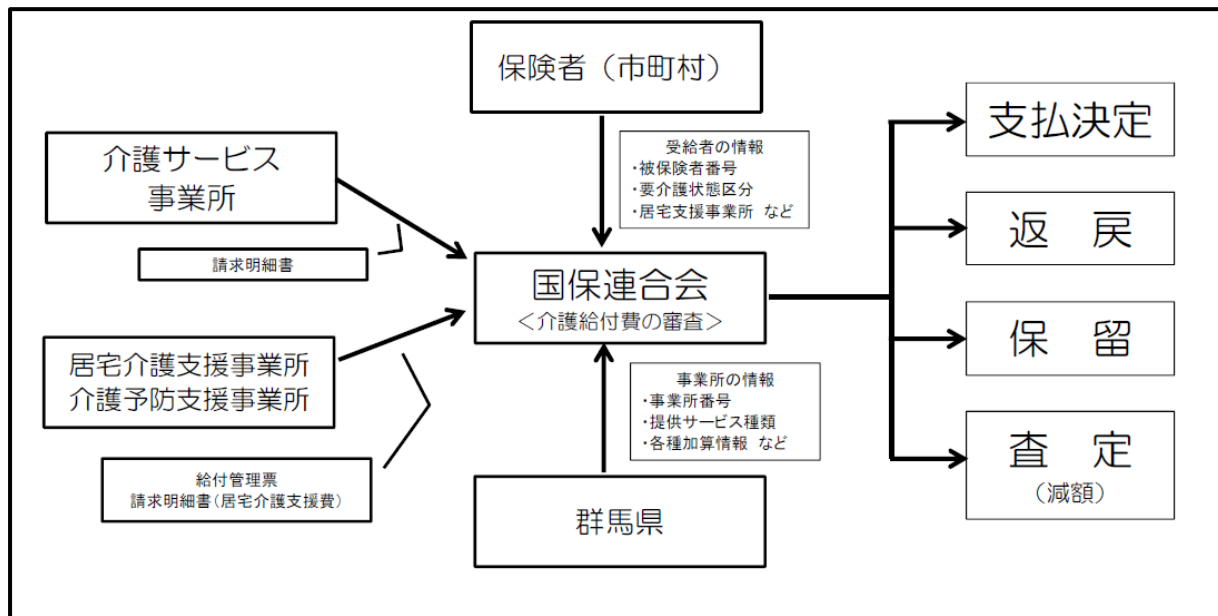 保険者（市町村）
受給者の情報
・被保険者番号
・要介護状態区分
・居宅支援事業所 など
介護サービス
事業所
請求明細書
国保連合会
＜介護給付費の審査＞
居宅介護支援事業所
介護予防支援事業所
給付管理票
請求明細書（居宅介護支援費）
事業所の情報
・事業所番号
・提供サービス種類
・各種加算情報 など
群馬県
支払決定
返 戻
保 留
査 定
（減額）